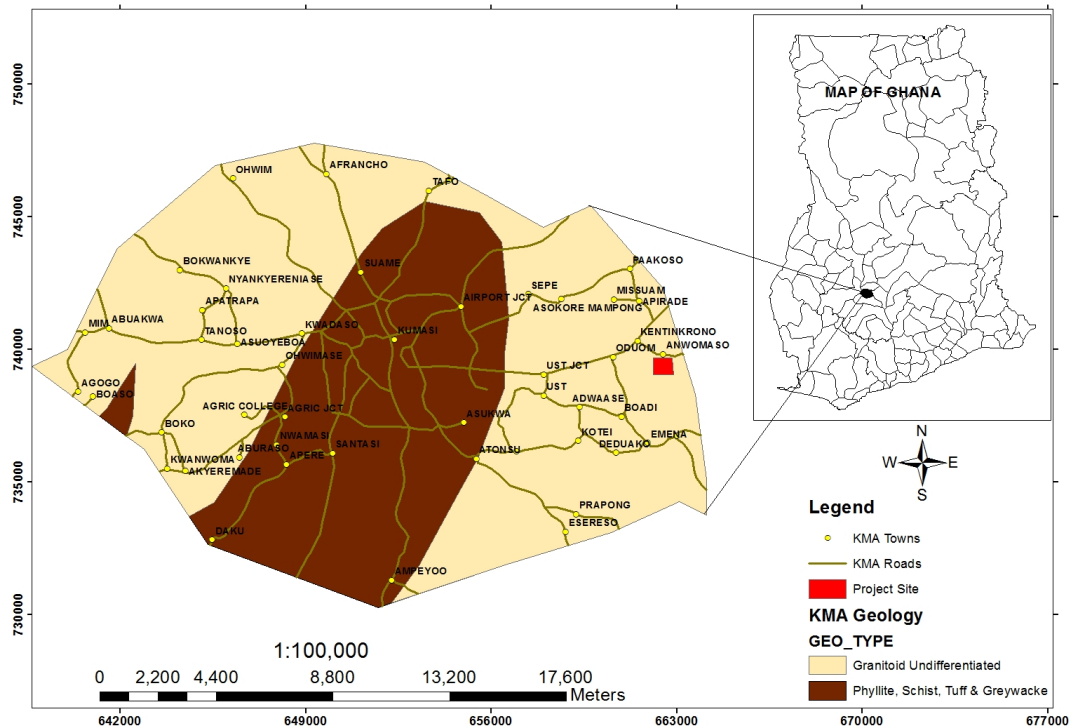 MAP OF GHANA
750000
745000
740000
735000
730000
OHWIM
AFRANCHO
TAFO
BOKWANKYE
NYANKYERENIASE
SUAME
PAAKOSO
SEPE
MISSUAM
APATRAPA
AIRPORT JCT
ASOKORE MAMPONG
APIRADE
MIM
ABUAKWA
TANOSO
ASUOYEBOA
KWADASO
KUMASI
KENTINKRONO
ODUOM
ANWOMASO
OHWIMASE
UST JCT
AGOGO
BOASO
UST
ADWAASE
AGRIC COLLEGE
AGRIC JCT
ASUKWA
BOADI
BOKO
NWAMASI
SANTASI
KOTEI
EMENA
KWANWOMA
ABURASO
APERE
ATONSU
DEDUAKO
AKYEREMADE
PRAPONG
ESERESO
DAKU
AMPEYOO
N
W
E
S
Legend
KMA Towns
KMA Roads
Project Site
KMA Geology
GEO_TYPE
Granitoid Undifferentiated
Phyllite, Schist, Tuff & Greywacke
1:100,000
0 2,200 4,400 8,800 13,200 17,600
Meters
642000 649000 656000 663000 670000 677000